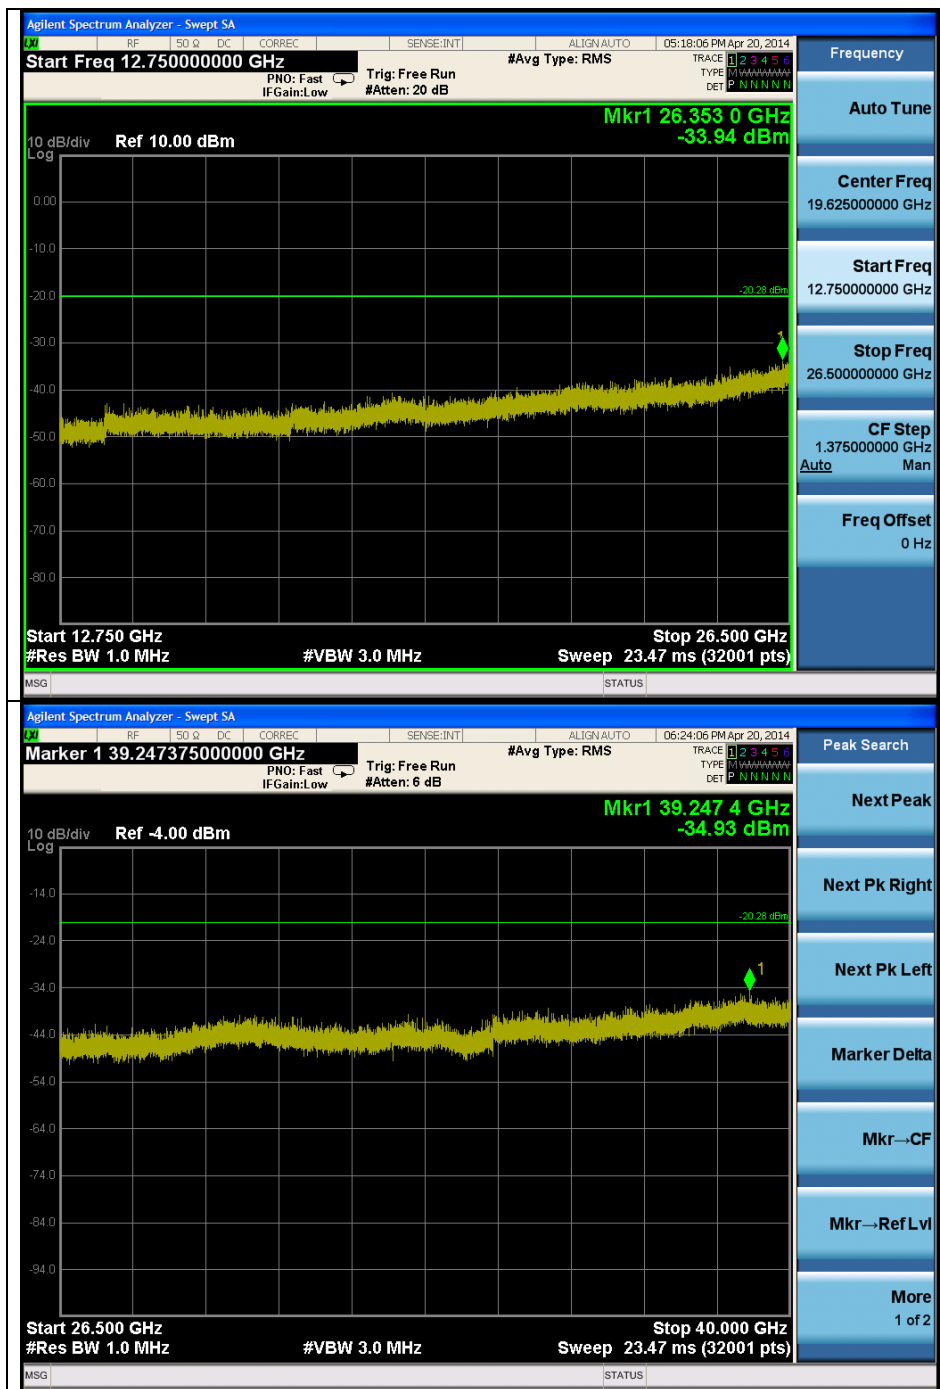 Agilent Spectrum Analyzer - Swept SA
LXI RF 50 Ω DC CORREC SENSE:INT ALIGN AUTO 05:18:06 PM Apr 20, 2014
Start Freq 12.750000000 GHz
#Avg Type: RMS
TRACE 1 2 3 4 5 6
PNO: Fast
Trig: Free Run
TYPE M
IFGain:Low
#Atten: 20 dB
DET P N N N N N
Frequency
Mkr1 26.353 0 GHz
-33.94 dBm
10 dB/div Ref 10.00 dBm
Log
0.00
-10.0
-20.0
-20.28 dBm
-30.0
1
-40.0
-50.0
-60.0
-70.0
-80.0
Start 12.750 GHz
Stop 26.500 GHz
#Res BW 1.0 MHz
#VBW 3.0 MHz
Sweep 23.47 ms (32001 pts)
MSG
STATUS
Auto Tune
Center Freq
19.625000000 GHz
Start Freq
12.750000000 GHz
Stop Freq
26.500000000 GHz
CF Step
1.375000000 GHz
Auto Man
Freq Offset
0 Hz
Agilent Spectrum Analyzer - Swept SA
LXI RF 50 Ω DC CORREC SENSE:INT ALIGN AUTO 06:24:06 PM Apr 20, 2014
Marker 1 39.247375000000 GHz
#Avg Type: RMS
TRACE 1 2 3 4 5 6
PNO: Fast
Trig: Free Run
TYPE M
IFGain:Low
#Atten: 6 dB
DET P N N N N N
Peak Search
Mkr1 39.247 4 GHz
-34.93 dBm
10 dB/div Ref -4.00 dBm
Log
-14.0
-20.28 dBm
-24.0
1
-34.0
-44.0
-54.0
-64.0
-74.0
-84.0
-94.0
Start 26.500 GHz
Stop 40.000 GHz
#Res BW 1.0 MHz
#VBW 3.0 MHz
Sweep 23.47 ms (32001 pts)
MSG
STATUS
Next Peak
Next Pk Right
Next Pk Left
Marker Delta
Mkr→CF
Mkr→Ref Lvl
More
1 of 2